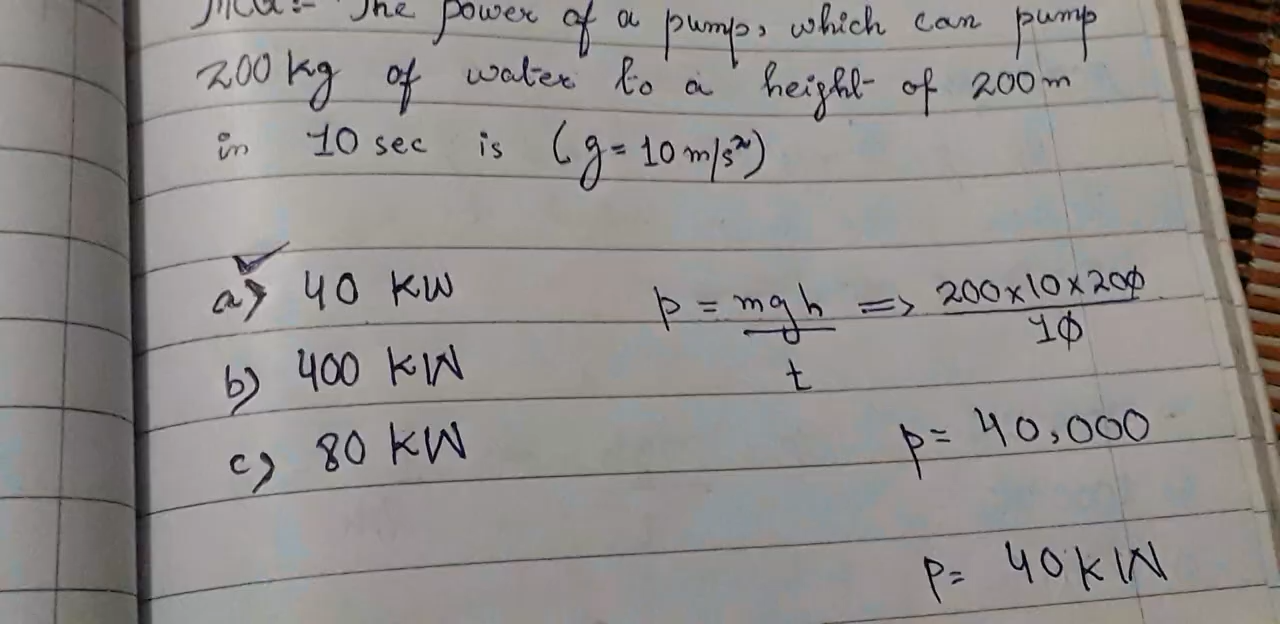 The power of a pump, which can pump
200 kg of water to a height of 200 m
in 10 sec is (g = 10 m/s²)
a) 40 KW
p = mgh/t => 200×10×200/10
b) 400 KW
p = 40,000
c) 80 KW
p = 40 KW